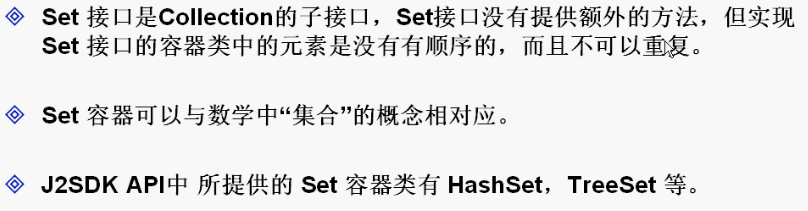 Set 接口是Collection的子接口，Set接口没有提供额外的方法，但实现
Set 接口的容器类中的元素是没有有顺序的，而且不可以重复。
Set 容器可以与数学中“集合”的概念相对应。
J2SDK API中 所提供的 Set 容器类有 HashSet，TreeSet 等。